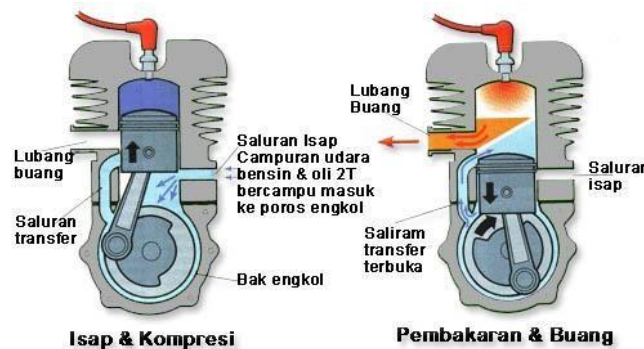 Lubang
buang
Saluran
transfer
Saluran Isap
Campuran udara
bensin & oli 2T
bercampu masuk
ke poros engkol
Bak engkol
Isap & Kompresi
Lubang
Buang
Saluran
isap
Saliram
transfer
terbuka
Pembakaran & Buang